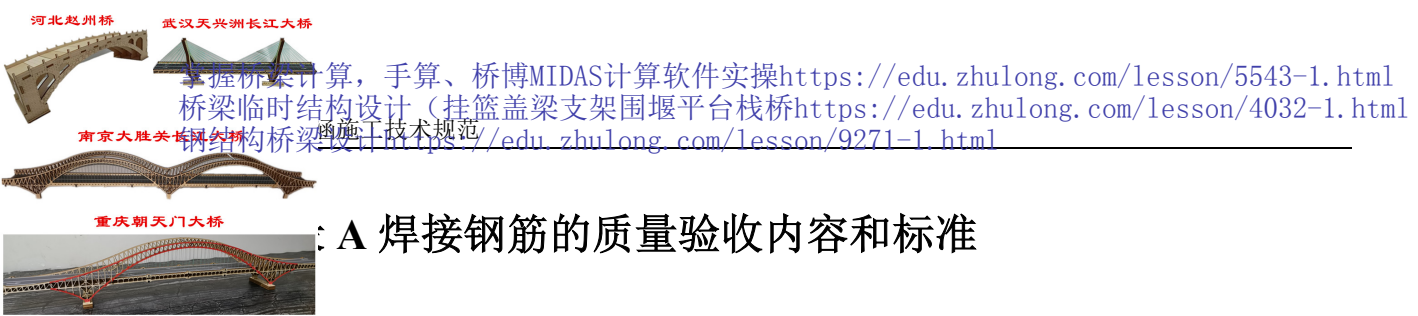 河北赵州桥
武汉天兴洲长江大桥
掌握桥梁计算，手算、桥博MIDAS计算软件实操https://edu.zhulong.com/lesson/5543-1.html
桥梁临时结构设计（挂篮盖梁支架围堰平台栈桥https://edu.zhulong.com/lesson/4032-1.html
涵施工技术规范
南京大胜关长江大桥
钢结构桥梁设计https://edu.zhulong.com/lesson/9271-1.html
重庆朝天门大桥
A 焊接钢筋的质量验收内容和标准